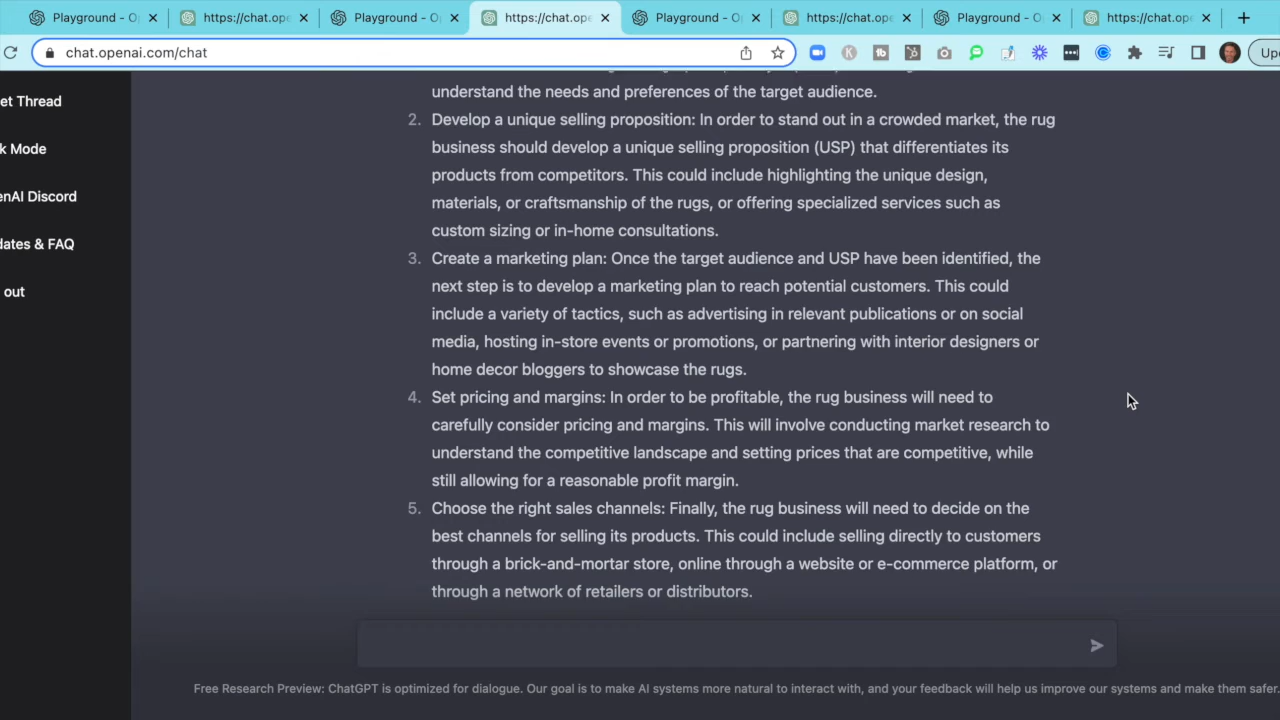 Playground - O
https://chat.ope
Playground - O
https://chat.ope
Playground - O
https://chat.ope
Playground - O
https://chat.ope
chat.openai.com/chat
Up
et Thread
k Mode
enAI Discord
dates & FAQ
out
understand the needs and preferences of the target audience.
2. Develop a unique selling proposition: In order to stand out in a crowded market, the rug
business should develop a unique selling proposition (USP) that differentiates its
products from competitors. This could include highlighting the unique design,
materials, or craftsmanship of the rugs, or offering specialized services such as
custom sizing or in-home consultations.
3. Create a marketing plan: Once the target audience and USP have been identified, the
next step is to develop a marketing plan to reach potential customers. This could
include a variety of tactics, such as advertising in relevant publications or on social
media, hosting in-store events or promotions, or partnering with interior designers or
home decor bloggers to showcase the rugs.
4. Set pricing and margins: In order to be profitable, the rug business will need to
carefully consider pricing and margins. This will involve conducting market research to
understand the competitive landscape and setting prices that are competitive, while
still allowing for a reasonable profit margin.
5. Choose the right sales channels: Finally, the rug business will need to decide on the
best channels for selling its products. This could include selling directly to customers
through a brick-and-mortar store, online through a website or e-commerce platform, or
through a network of retailers or distributors.
Free Research Preview: ChatGPT is optimized for dialogue. Our goal is to make AI systems more natural to interact with, and your feedback will help us improve our systems and make them safer.